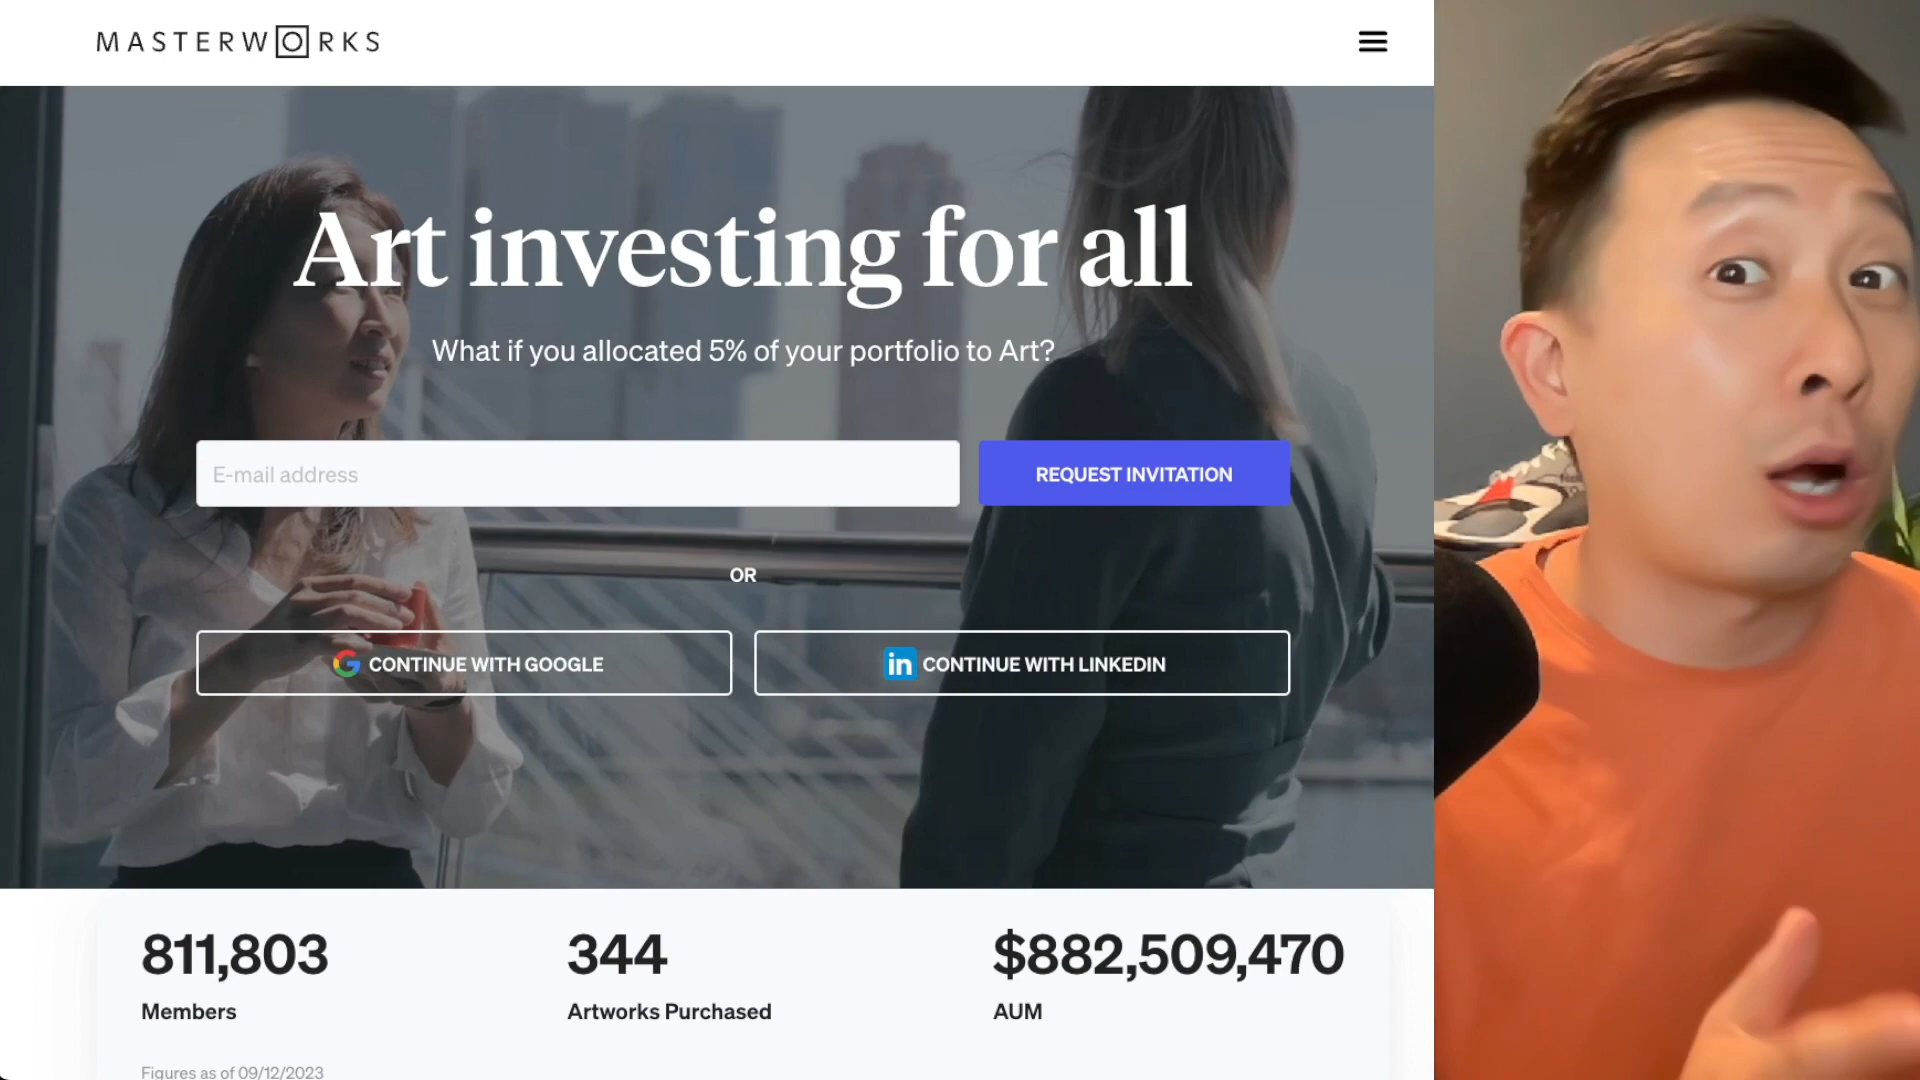 MASTERWORKS
Art investing for all
What if you allocated 5% of your portfolio to Art?
E-mail address
REQUEST INVITATION
OR
CONTINUE WITH GOOGLE
in CONTINUE WITH LINKEDIN
811,803
344
$882,509,470
Members
Artworks Purchased
AUM
Figures as of 09/12/2023